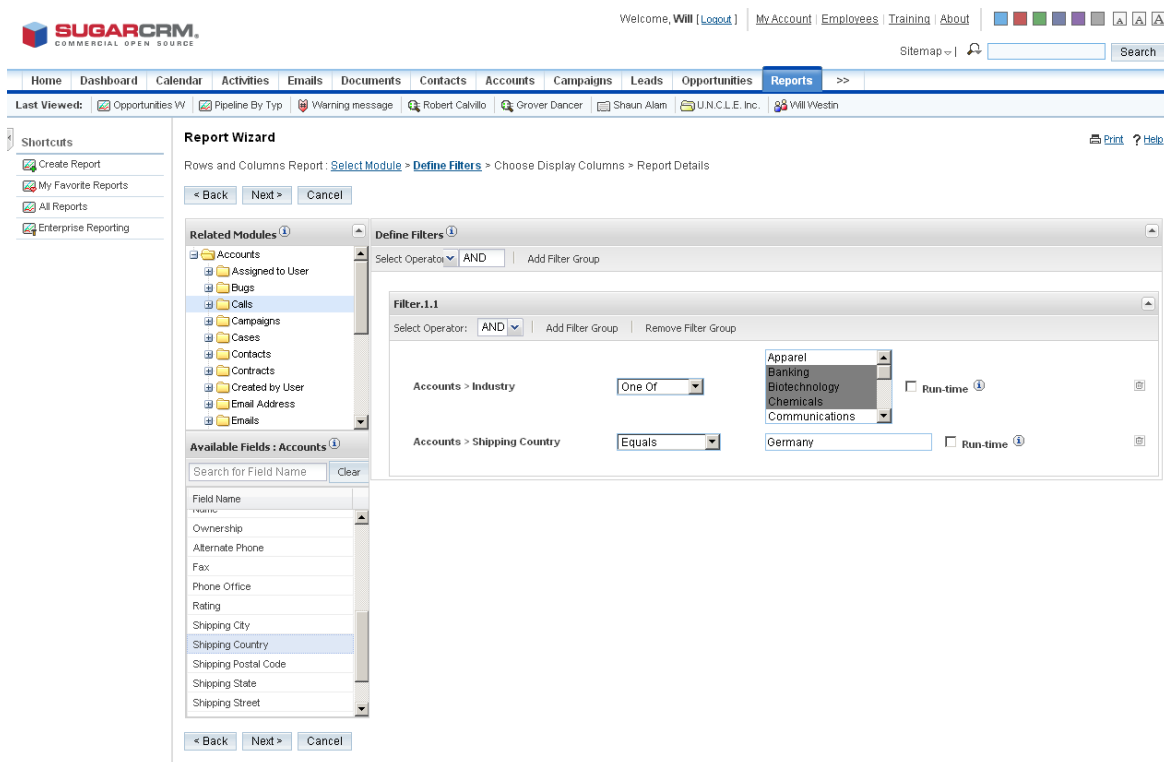 Welcome, Will [ Logout ] My Account | Employees | Training | About A A A
SUGARCRM.
COMMERCIAL OPEN SOURCE
Sitemap | Search
Home Dashboard Calendar Activities Emails Documents Contacts Accounts Campaigns Leads Opportunities Reports >>
Last Viewed: Opportunities W Pipeline By Typ Warning message Robert Calvillo Grover Dancer Shaun Alam U.N.C.L.E. Inc. Will Westin
Shortcuts
Create Report
My Favorite Reports
All Reports
Enterprise Reporting
Report Wizard
Print ? Help
Rows and Columns Report : Select Module > Define Filters > Choose Display Columns > Report Details
< Back Next > Cancel
Related Modules
Accounts
Assigned to User
Bugs
Calls
Campaigns
Cases
Contacts
Contracts
Created by User
Email Address
Emails
Available Fields : Accounts
Search for Field Name Clear
Field Name
Name
Ownership
Alternate Phone
Fax
Phone Office
Rating
Shipping City
Shipping Country
Shipping Postal Code
Shipping State
Shipping Street
Define Filters
Select Operator AND | Add Filter Group
Filter.1.1
Select Operator: AND | Add Filter Group | Remove Filter Group
Accounts > Industry One Of
Apparel
Banking
Biotechnology
Chemicals
Communications
Run-time
Accounts > Shipping Country Equals Germany Run-time
< Back Next > Cancel